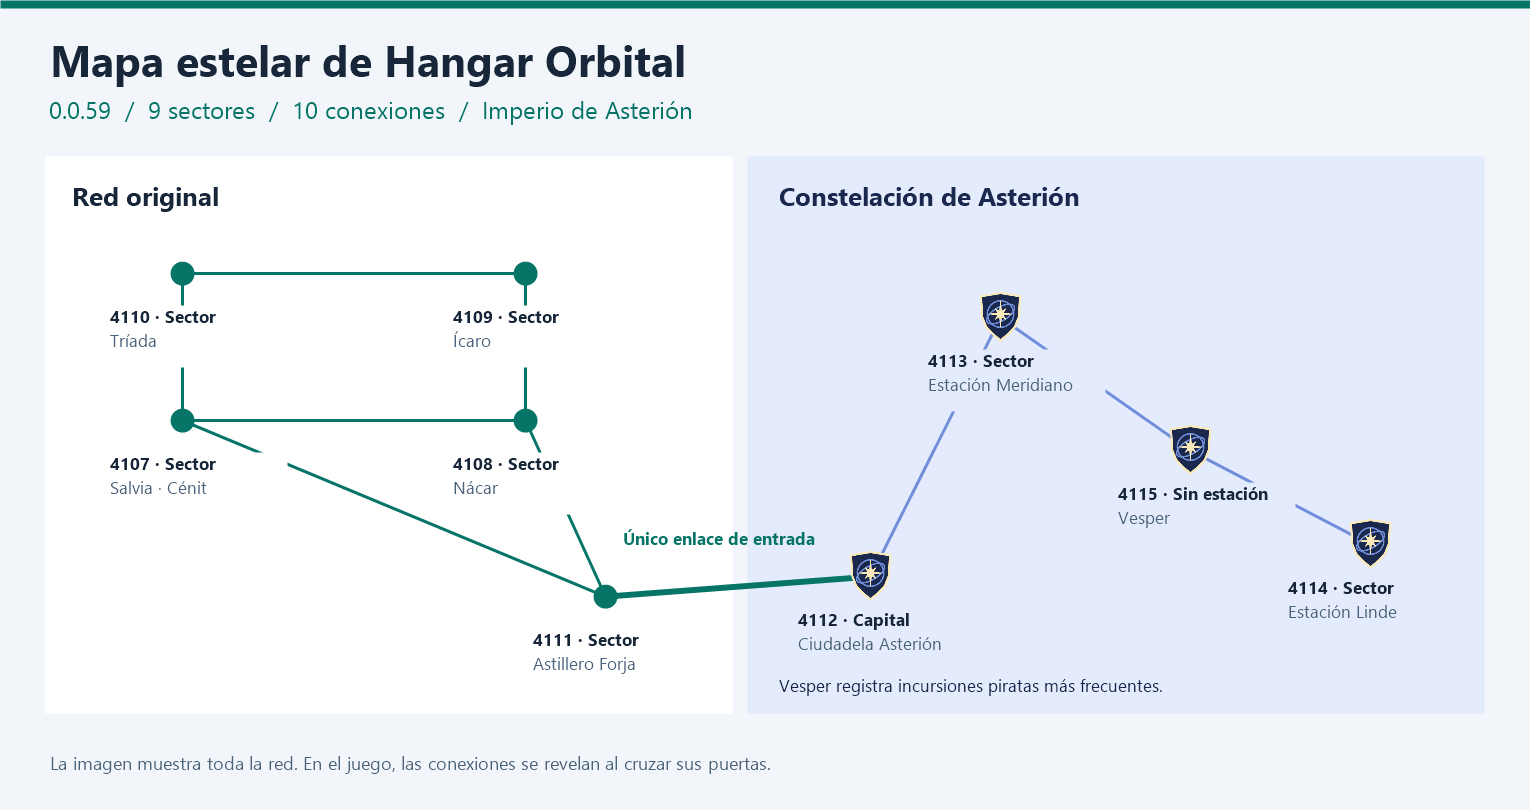 Mapa estelar de Hangar Orbital
0.0.59 / 9 sectores / 10 conexiones / Imperio de Asterión
Red original
4110 · Sector
Tríada
4109 · Sector
Ícaro
4107 · Sector
Salvia · Cénit
4108 · Sector
Nácar
Único enlace de entrada
4111 · Sector
Astillero Forja
Constelación de Asterión
4113 · Sector
Estación Meridiano
4115 · Sin estación
Vesper
4114 · Sector
Estación Linde
4112 · Capital
Ciudadela Asterión
Vesper registra incursiones piratas más frecuentes.
La imagen muestra toda la red. En el juego, las conexiones se revelan al cruzar sus puertas.